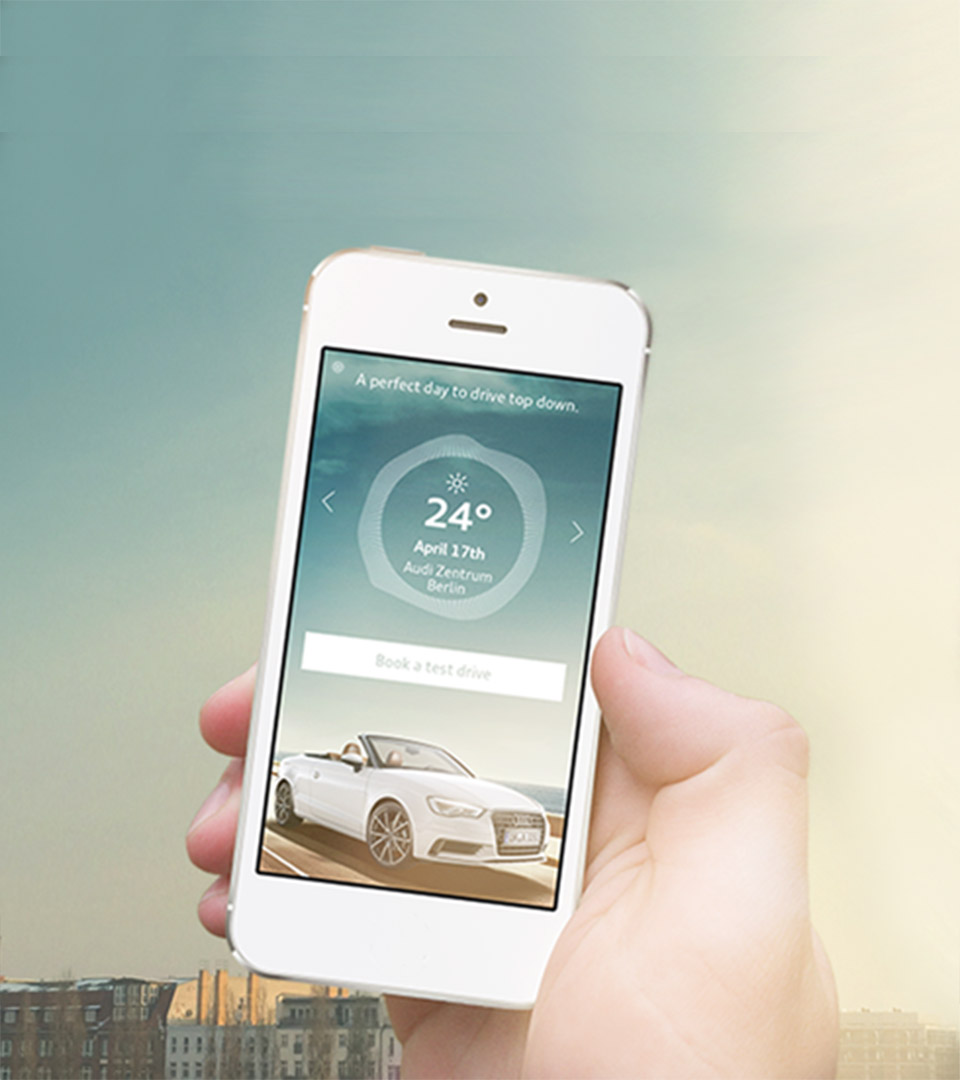 A perfect day to drive top down.
24°
April 17th
Audi Zentrum
Berlin
Book a test drive